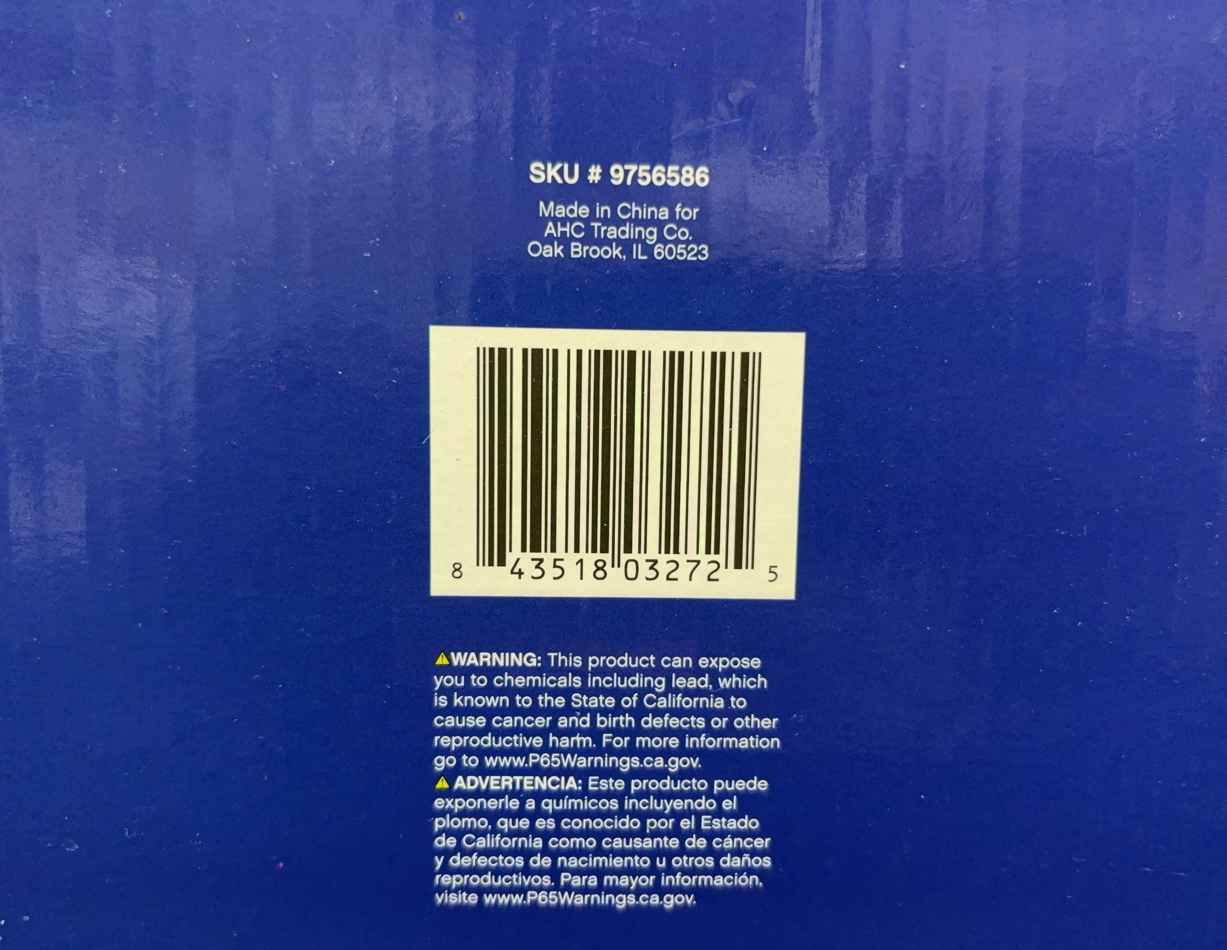 SKU # 9756586
Made in China for
AHC Trading Co.
Oak Brook, IL 60523
8 43518 03272 5
⚠WARNING: This product can expose
you to chemicals including lead, which
is known to the State of California to
cause cancer and birth defects or other
reproductive harm. For more information
go to www.P65Warnings.ca.gov.
⚠ ADVERTENCIA: Este producto puede
exponerle a químicos incluyendo el
plomo, que es conocido por el Estado
de California como causante de cáncer
y defectos de nacimiento u otros daños
reproductivos. Para mayor información,
visite www.P65Warnings.ca.gov.